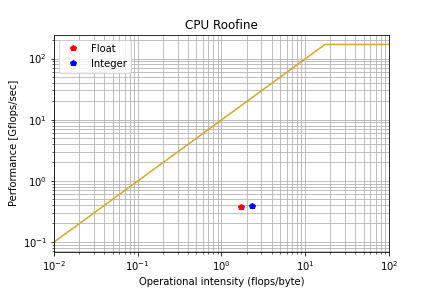 CPU Roofine
Float
Integer
Performance [Gflops/sec]
10²
10¹
10⁰
10⁻¹
10⁻² 10⁻¹ 10⁰ 10¹ 10²
Operational intensity (flops/byte)